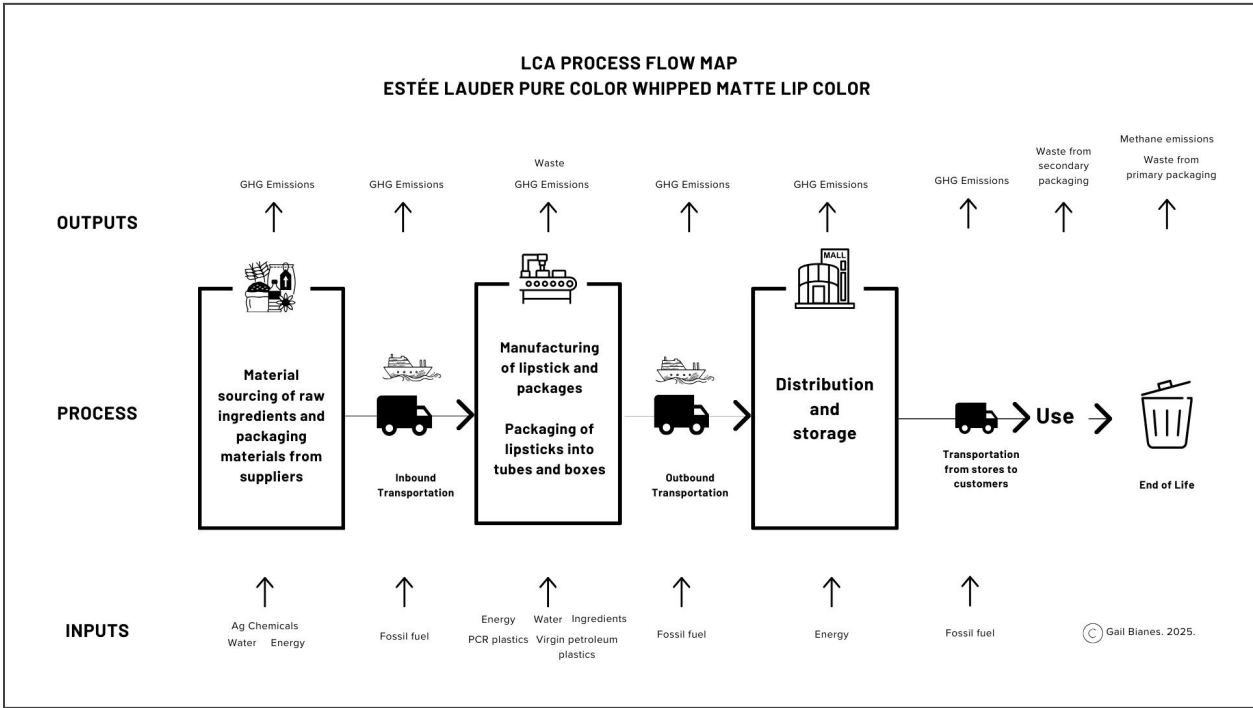 LCA PROCESS FLOW MAP
ESTÉE LAUDER PURE COLOR WHIPPED MATTE LIP COLOR
OUTPUTS
GHG Emissions
GHG Emissions
Waste
GHG Emissions
GHG Emissions
GHG Emissions
GHG Emissions
Waste from
secondary
packaging
Methane emissions
Waste from
primary packaging
PROCESS
Material
sourcing of raw
ingredients and
packaging
materials from
suppliers
Inbound
Transportation
Manufacturing
of lipstick and
packages
Packaging of
lipsticks into
tubes and boxes
Outbound
Transportation
MALL
Distribution
and
storage
Transportation
from stores to
customers
Use
End of Life
INPUTS
Ag Chemicals
Water Energy
Fossil fuel
Energy Water Ingredients
PCR plastics Virgin petroleum
plastics
Fossil fuel
Energy
Fossil fuel
© Gail Bianes. 2025.